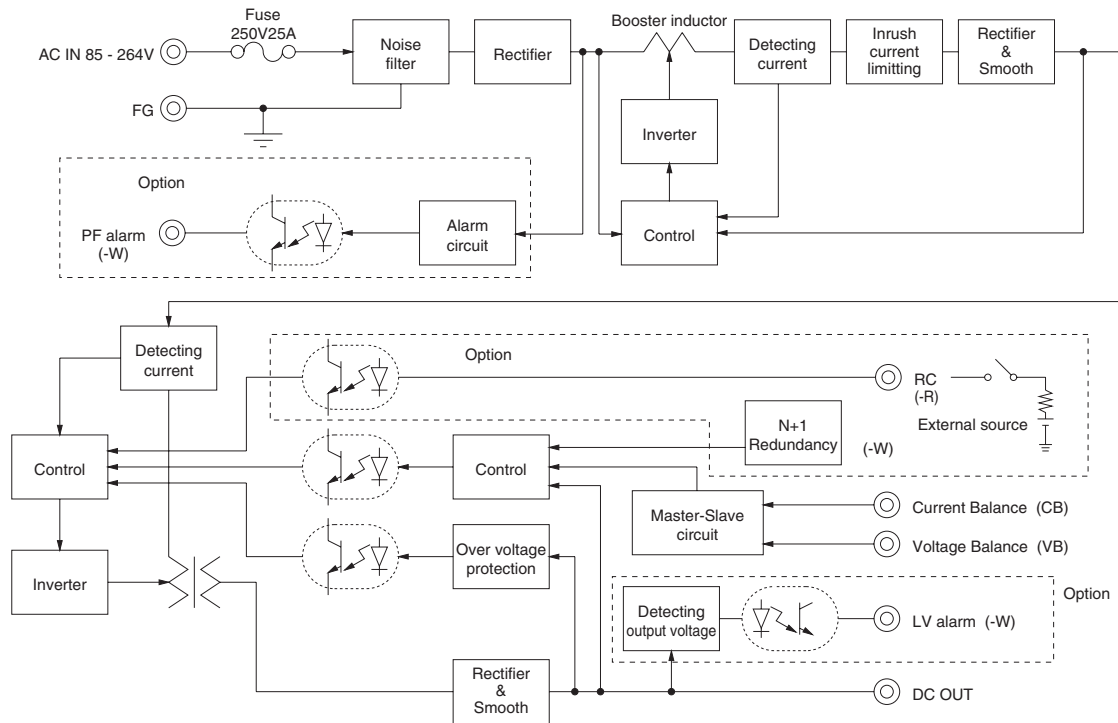 Fuse
250V25A
AC IN 85 - 264V
Noise
filter
Rectifier
Booster inductor
Detecting
current
Inrush
current
limitting
Rectifier
&
Smooth
FG
Inverter
Option
PF alarm
(-W)
Alarm
circuit
Control
Detecting
current
Option
RC
(-R)
External source
N+1
Redundancy
(-W)
Control
Control
Master-Slave
circuit
Current Balance (CB)
Voltage Balance (VB)
Inverter
Over voltage
protection
Option
Detecting
output voltage
LV alarm (-W)
Rectifier
&
Smooth
DC OUT